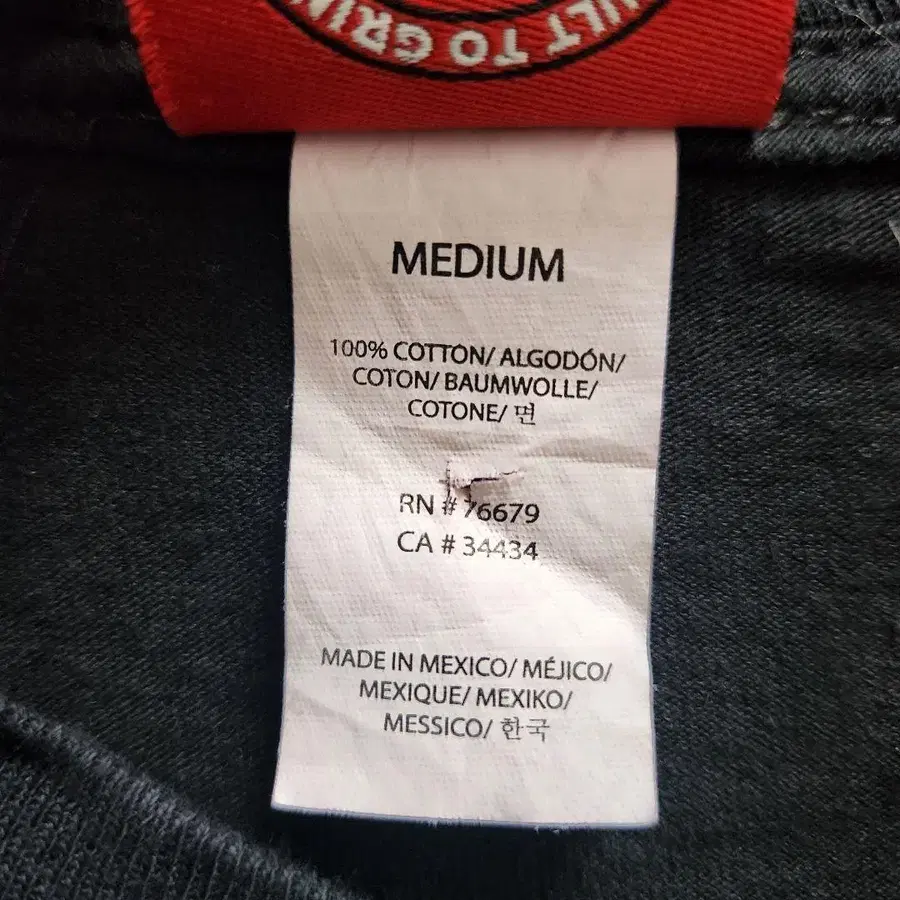 TO GRIN
MEDIUM
100% COTTON/ ALGODÓN/
COTON/ BAUMWOLLE/
COTONE/ 면
RN # 76679
CA # 34434
MADE IN MEXICO/ MÉJICO/
MEXIQUE/ MEXIKO/
MESSICO/ 한국